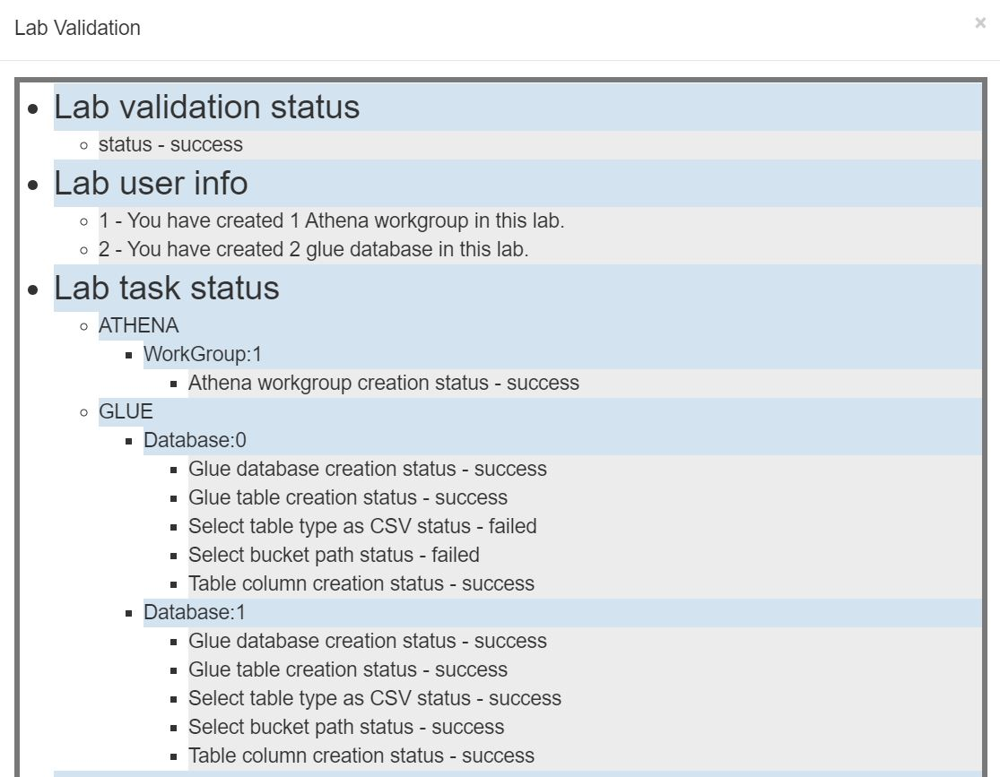 Lab Validation
×
Lab validation status
status - success
Lab user info
1 - You have created 1 Athena workgroup in this lab.
2 - You have created 2 glue database in this lab.
Lab task status
ATHENA
WorkGroup:1
Athena workgroup creation status - success
GLUE
Database:0
Glue database creation status - success
Glue table creation status - success
Select table type as CSV status - failed
Select bucket path status - failed
Table column creation status - success
Database:1
Glue database creation status - success
Glue table creation status - success
Select table type as CSV status - success
Select bucket path status - success
Table column creation status - success